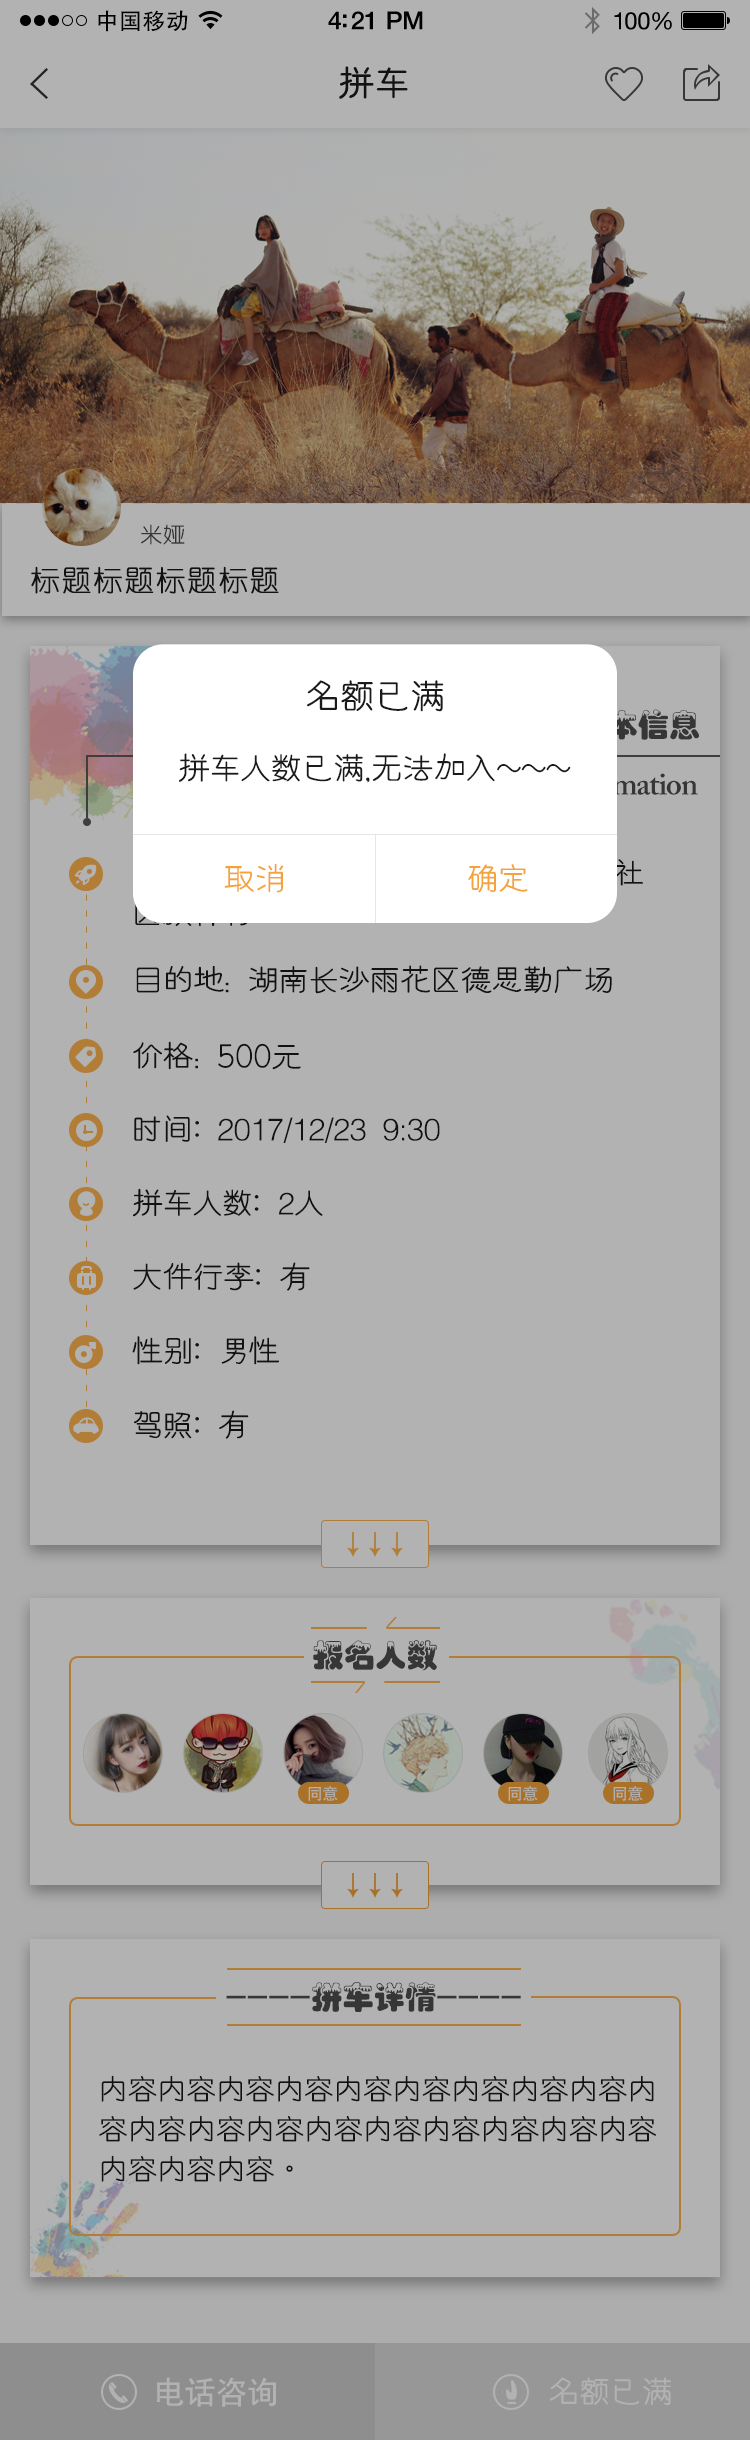 中国移动 4:21 PM 100%
拼车
米娅
标题标题标题标题
本信息
mation
名额已满
拼车人数已满,无法加入~~~
取消 确定
社
目的地: 湖南长沙雨花区德思勤广场
价格: 500元
时间: 2017/12/23 9:30
拼车人数: 2人
大件行李: 有
性别: 男性
驾照: 有
↓↓↓
报名人数
同意 同意 同意
↓↓↓
----拼车详情----
内容内容内容内容内容内容内容内容内容内
容内容内容内容内容内容内容内容内容内容
内容内容内容。
电话咨询 名额已满